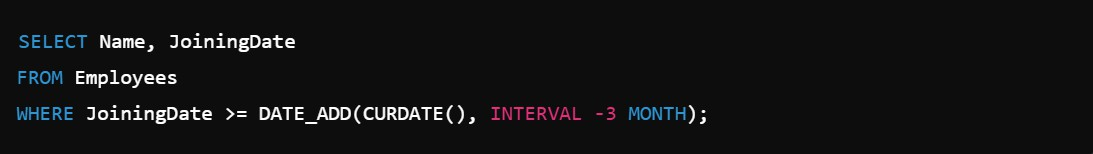 SELECT Name, JoiningDate
FROM Employees
WHERE JoiningDate >= DATE_ADD(CURDATE(), INTERVAL -3 MONTH);